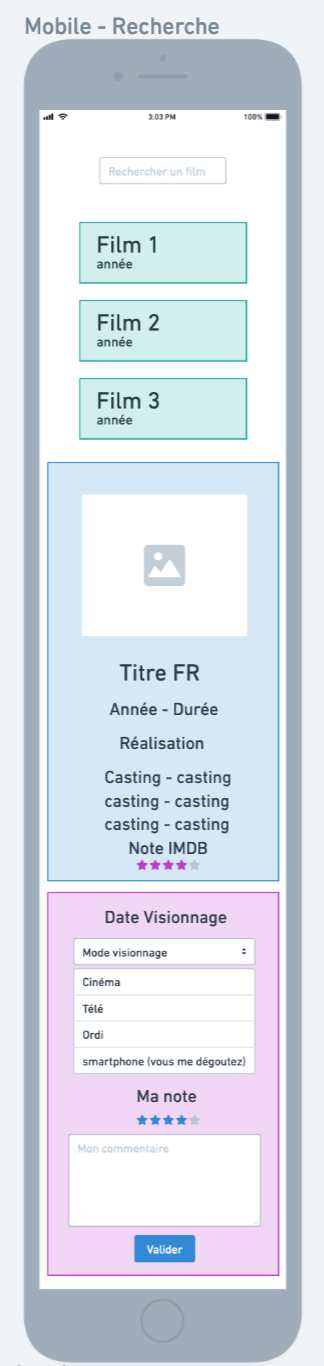 Mobile - Recherche
3:03 PM
100%
Rechercher un film
Film 1
année
Film 2
année
Film 3
année
Titre FR
Année - Durée
Réalisation
Casting - casting
casting - casting
casting - casting
Note IMDB
Date Visionnage
Mode visionnage
Cinéma
Télé
Ordi
smartphone (vous me dégoutez)
Ma note
Mon commentaire
Valider